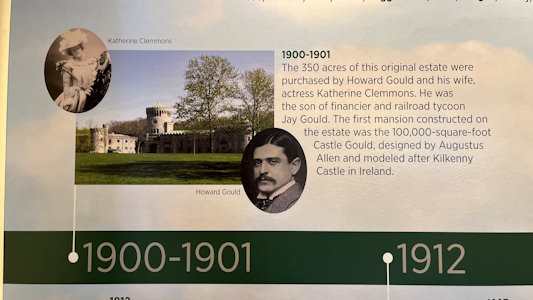 Katherine Clemmons
1900-1901
The 350 acres of this original estate were
purchased by Howard Gould and his wife,
actress Katherine Clemmons. He was
the son of financier and railroad tycoon
Jay Gould. The first mansion constructed on
the estate was the 100,000-square-foot
Castle Gould, designed by Augustus
Allen and modeled after Kilkenny
Castle in Ireland.
Howard Gould
1900-1901
1912